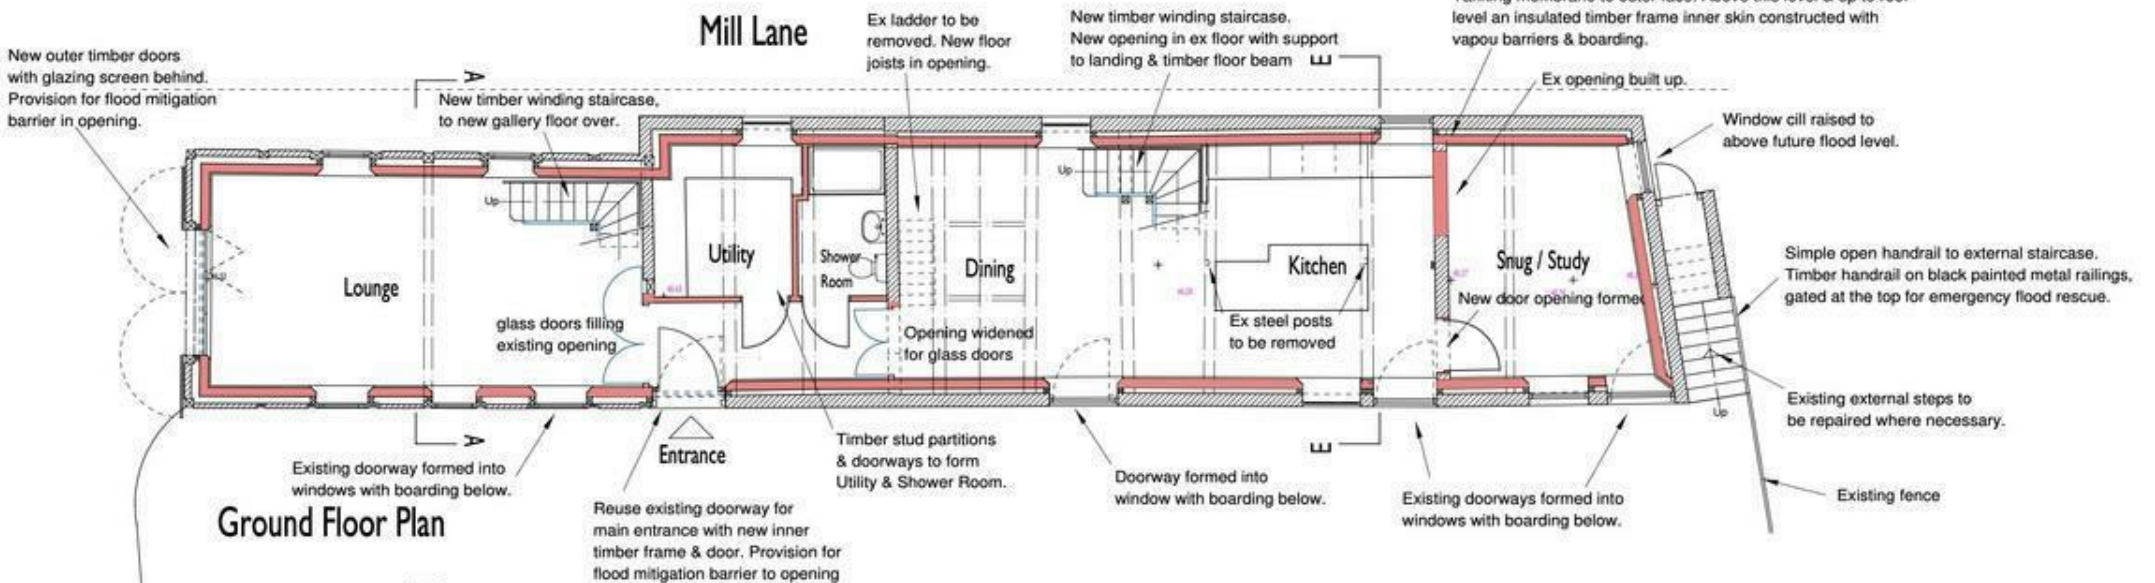 Mill Lane
New outer timber doors
with glazing screen behind.
Provision for flood mitigation
barrier in opening.
New timber winding staircase,
to new gallery floor over.
Ex ladder to be
removed. New floor
joists in opening.
New timber winding staircase.
New opening in ex floor with support
to landing & timber floor beam
level an insulated timber frame inner skin constructed with
vapou barriers & boarding.
Ex opening built up.
Window cill raised to
above future flood level.
A
E
Up
Up
Lounge
Utility
Shower
Room
Dining
Kitchen
Snug / Study
glass doors filling
existing opening
Opening widened
for glass doors
Ex steel posts
to be removed
New door opening formed
Simple open handrail to external staircase.
Timber handrail on black painted metal railings,
gated at the top for emergency flood rescue.
Existing external steps to
be repaired where necessary.
Up
Existing fence
A
E
Entrance
Existing doorway formed into
windows with boarding below.
Timber stud partitions
& doorways to form
Utility & Shower Room.
Doorway formed into
window with boarding below.
Existing doorways formed into
windows with boarding below.
Reuse existing doorway for
main entrance with new inner
timber frame & door. Provision for
flood mitigation barrier to opening
Ground Floor Plan